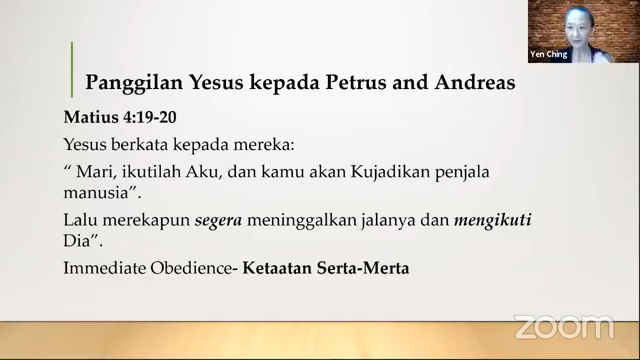 Yen Ching
Panggilan Yesus kepada Petrus and Andreas
Matius 4:19-20
Yesus berkata kepada mereka:
“ Mari, ikutilah Aku, dan kamu akan Kujadikan penjala
manusia”.
Lalu merekapun segera meninggalkan jalanya dan mengikuti
Dia”.
Immediate Obedience- Ketaatan Serta-Merta
zoom